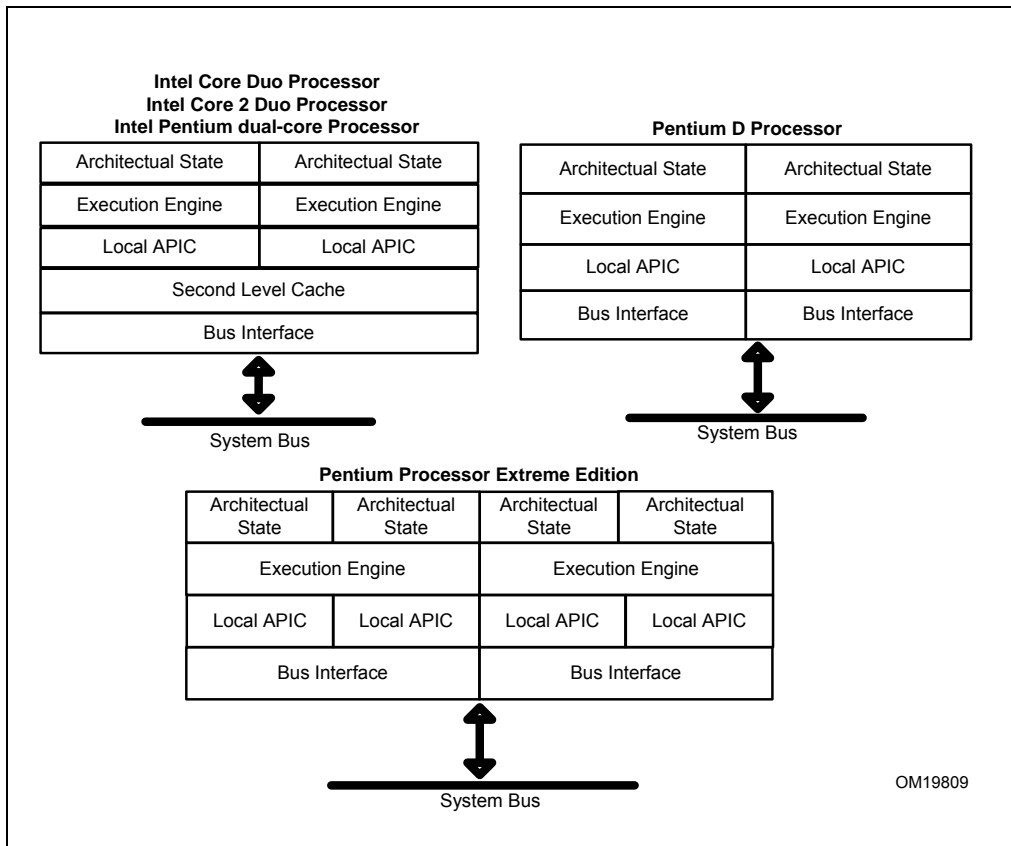 Intel Core Duo Processor
Intel Core 2 Duo Processor
Intel Pentium dual-core Processor
Architectual State Architectual State
Execution Engine Execution Engine
Local APIC Local APIC
Second Level Cache
Bus Interface
System Bus
Pentium D Processor
Architectual State Architectual State
Execution Engine Execution Engine
Local APIC Local APIC
Bus Interface Bus Interface
System Bus
Pentium Processor Extreme Edition
Architectual Architectual Architectual Architectual
State State State State
Execution Engine Execution Engine
Local APIC Local APIC Local APIC Local APIC
Bus Interface Bus Interface
System Bus
OM19809